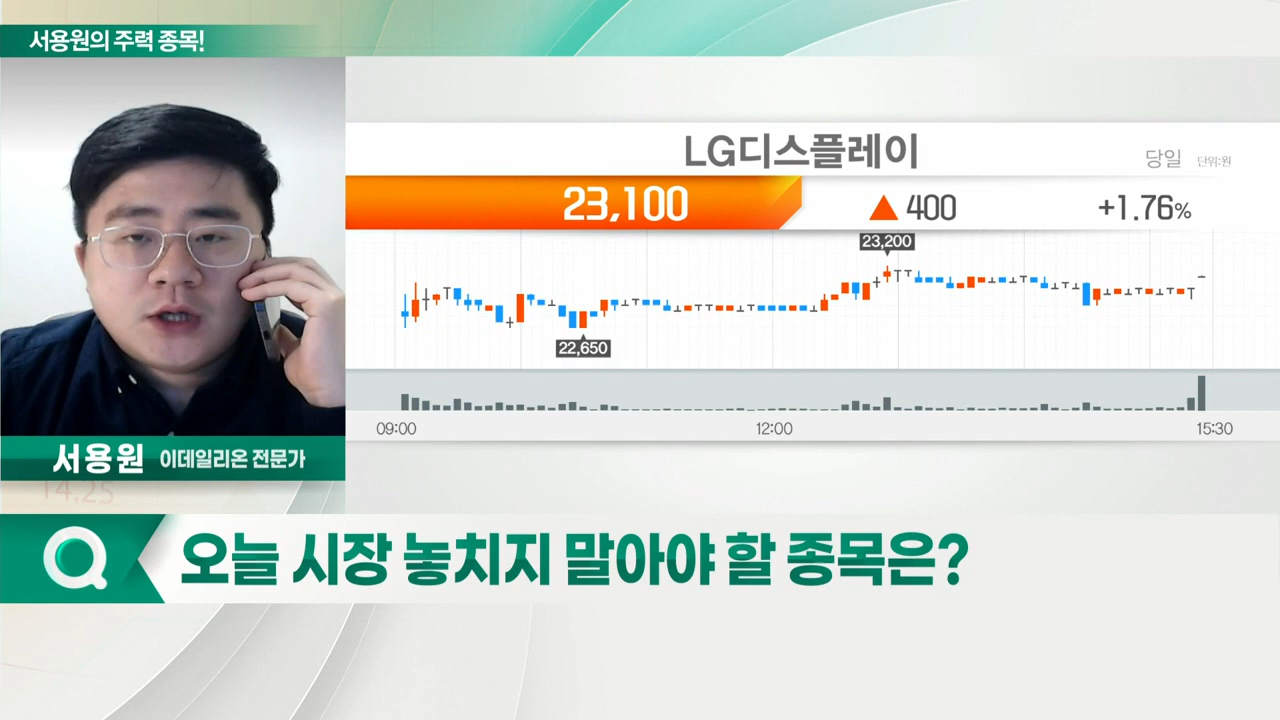 서용원의 주력 종목!
LG디스플레이
당일 단위:원
23,100 ▲400 +1.76%
23,200
22,650
09:00 12:00 15:30
서용원 이데일리온 전문가
14.25
Q 오늘 시장 놓치지 말아야 할 종목은?